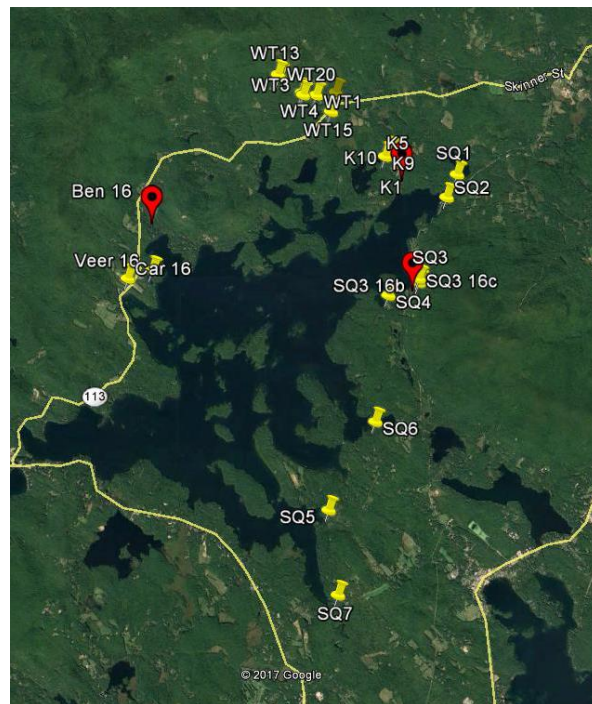 WT13
WT20
WT3
WT1
WT4
WT15
Skinner St
K5
K10
K9
K1
SQ1
SQ2
Ben 16
Veer 16
Car 16
SQ3
SQ3 16b
SQ3 16c
SQ4
113
SQ6
SQ5
SQ7
© 2017 Google